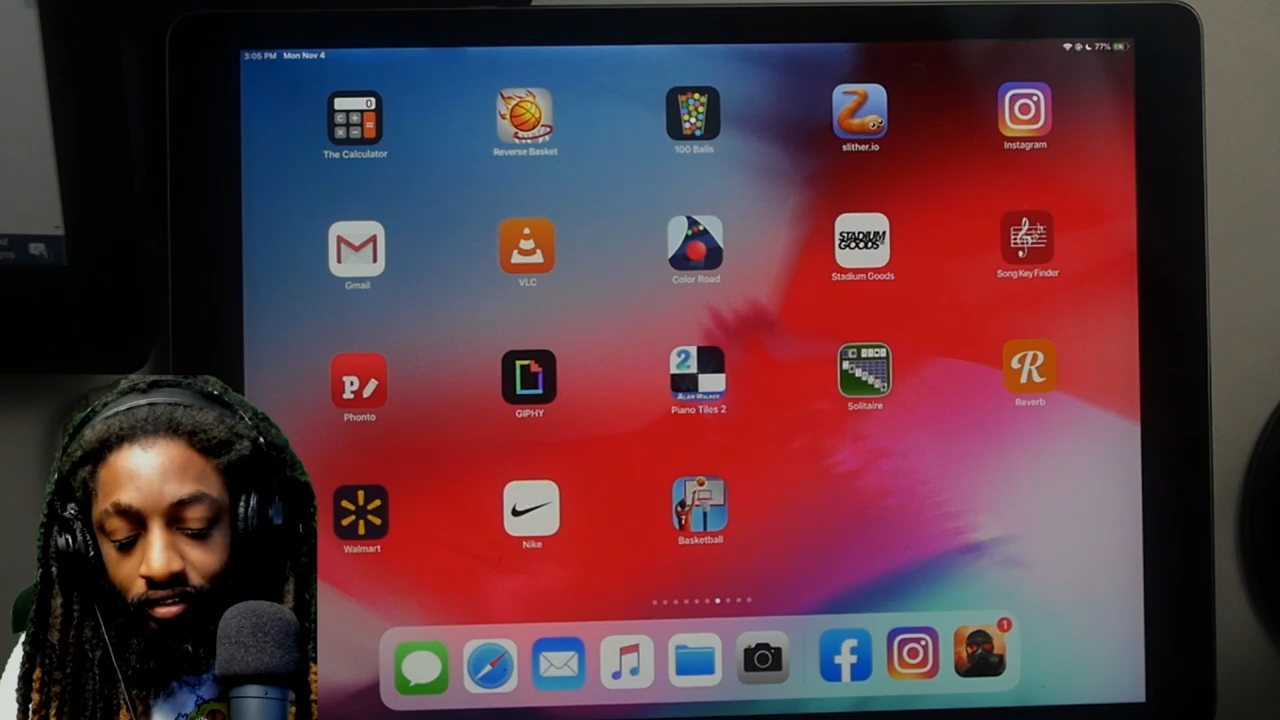 3:05 PM Mon Nov 4
77%
0
The Calculator
Reverse Basket
100 Balls
slither.io
Instagram
Gmail
VLC
Color Road
STADIUM
GOODS
Stadium Goods
Song Key Finder
P
Phonto
GIPHY
2
ALAN WALKER
Piano Tiles 2
Solitaire
R
Reverb
Walmart
Nike
Basketball
1